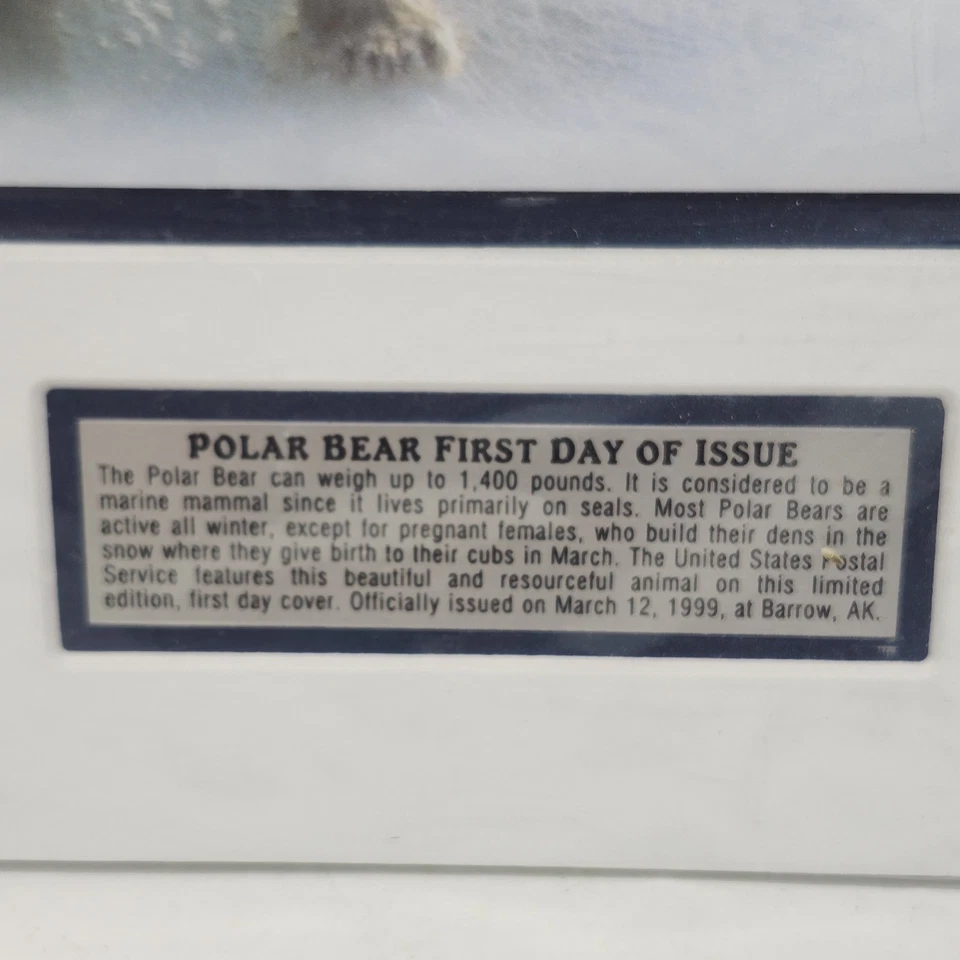 POLAR BEAR FIRST DAY OF ISSUE
The Polar Bear can weigh up to 1,400 pounds. It is considered to be a
marine mammal since it lives primarily on seals. Most Polar Bears are
active all winter, except for pregnant females, who build their dens in the
snow where they give birth to their cubs in March. The United States Postal
Service features this beautiful and resourceful animal on this limited
edition, first day cover. Officially issued on March 12, 1999, at Barrow, AK.